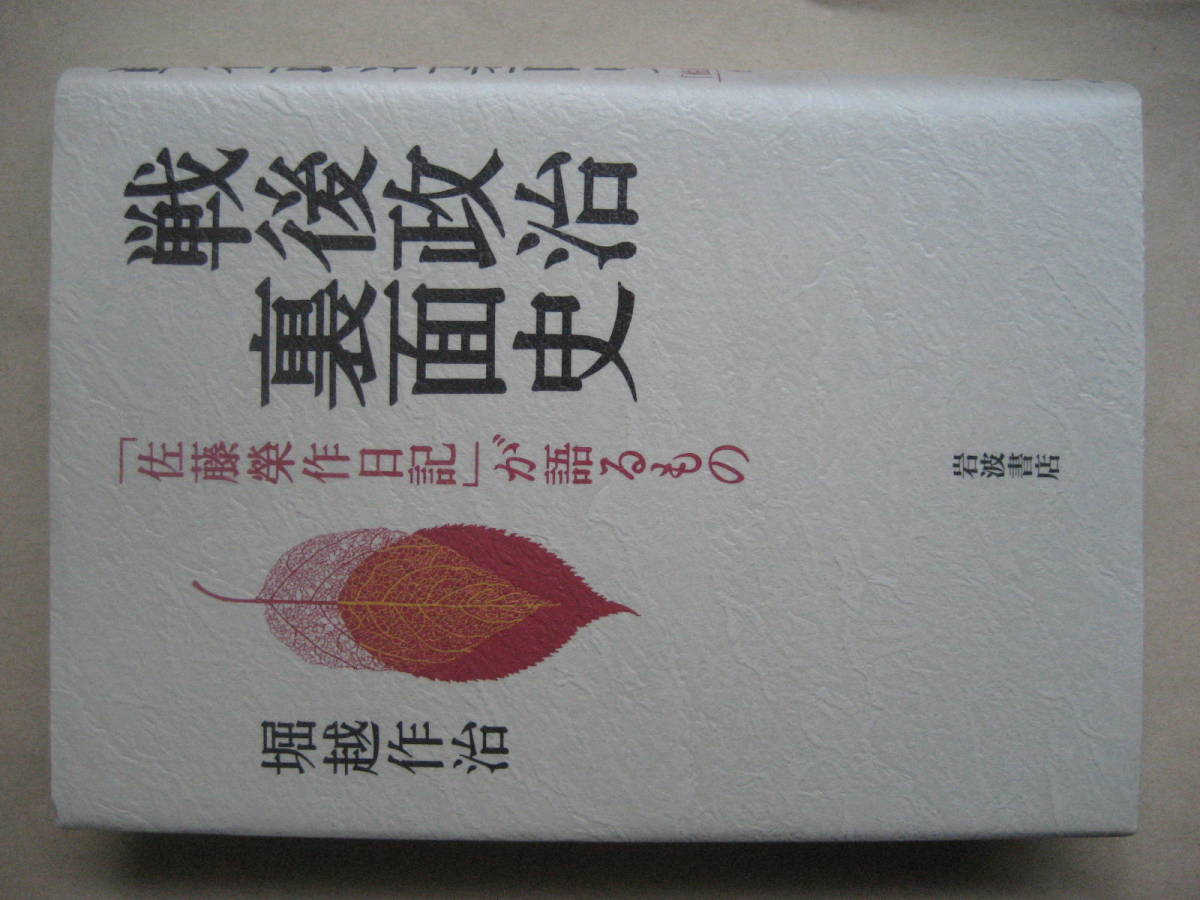 戦後政治
裏面史
「佐藤榮作日記」が語るもの
堀越作治
岩波書店